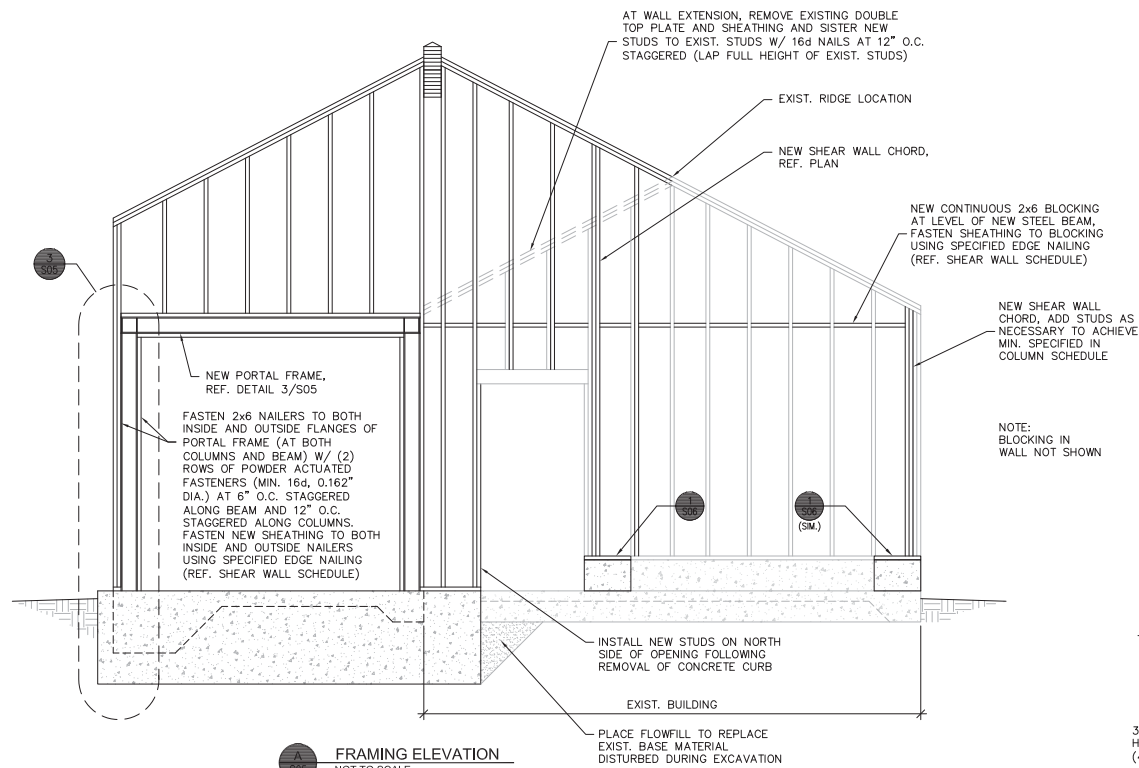 AT WALL EXTENSION, REMOVE EXISTING DOUBLE
TOP PLATE AND SHEATHING AND SISTER NEW
STUDS TO EXIST. STUDS W/ 16d NAILS AT 12" O.C.
STAGGERED (LAP FULL HEIGHT OF EXIST. STUDS)
EXIST. RIDGE LOCATION
NEW SHEAR WALL CHORD,
REF. PLAN
NEW CONTINUOUS 2x6 BLOCKING
AT LEVEL OF NEW STEEL BEAM,
FASTEN SHEATHING TO BLOCKING
USING SPECIFIED EDGE NAILING
(REF. SHEAR WALL SCHEDULE)
3
S05
NEW SHEAR WALL
CHORD, ADD STUDS AS
NECESSARY TO ACHIEVE
MIN. SPECIFIED IN
COLUMN SCHEDULE
NEW PORTAL FRAME,
REF. DETAIL 3/S05
FASTEN 2x6 NAILERS TO BOTH
INSIDE AND OUTSIDE FLANGES OF
PORTAL FRAME (AT BOTH
COLUMNS AND BEAM) W/ (2)
ROWS OF POWDER ACTUATED
FASTENERS (MIN. 16d, 0.162"
DIA.) AT 6" O.C. STAGGERED
ALONG BEAM AND 12" O.C.
STAGGERED ALONG COLUMNS.
FASTEN NEW SHEATHING TO BOTH
INSIDE AND OUTSIDE NAILERS
USING SPECIFIED EDGE NAILING
(REF. SHEAR WALL SCHEDULE)
NOTE:
BLOCKING IN
WALL NOT SHOWN
1
S06
1
S06
(SIM.)
INSTALL NEW STUDS ON NORTH
SIDE OF OPENING FOLLOWING
REMOVAL OF CONCRETE CURB
EXIST. BUILDING
PLACE FLOWFILL TO REPLACE
EXIST. BASE MATERIAL
DISTURBED DURING EXCAVATION
A
FRAMING ELEVATION
NOT TO SCALE
3
H